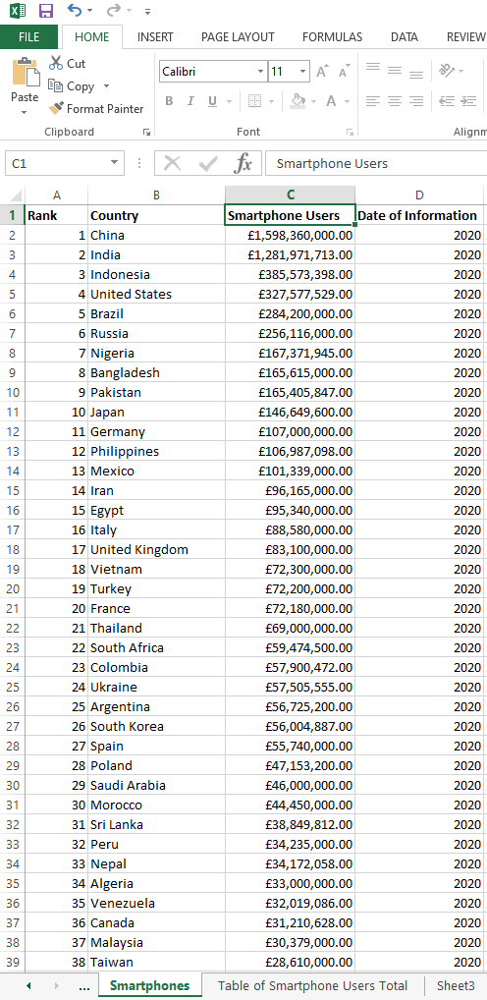 FILE HOME INSERT PAGE LAYOUT FORMULAS DATA REVIEW
Cut
Calibri 11 A A
Copy
Paste
Format Painter
B I U A
Clipboard Font Alignm
C1 fx Smartphone Users
A B C D
1 Rank Country Smartphone Users Date of Information
2 1 China £1,598,360,000.00 2020
3 2 India £1,281,971,713.00 2020
4 3 Indonesia £385,573,398.00 2020
5 4 United States £327,577,529.00 2020
6 5 Brazil £284,200,000.00 2020
7 6 Russia £256,116,000.00 2020
8 7 Nigeria £167,371,945.00 2020
9 8 Bangladesh £165,615,000.00 2020
10 9 Pakistan £165,405,847.00 2020
11 10 Japan £146,649,600.00 2020
12 11 Germany £107,000,000.00 2020
13 12 Philippines £106,987,098.00 2020
14 13 Mexico £101,339,000.00 2020
15 14 Iran £96,165,000.00 2020
16 15 Egypt £95,340,000.00 2020
17 16 Italy £88,580,000.00 2020
18 17 United Kingdom £83,100,000.00 2020
19 18 Vietnam £72,300,000.00 2020
20 19 Turkey £72,200,000.00 2020
21 20 France £72,180,000.00 2020
22 21 Thailand £69,000,000.00 2020
23 22 South Africa £59,474,500.00 2020
24 23 Colombia £57,900,472.00 2020
25 24 Ukraine £57,505,555.00 2020
26 25 Argentina £56,725,200.00 2020
27 26 South Korea £56,004,887.00 2020
28 27 Spain £55,740,000.00 2020
29 28 Poland £47,153,200.00 2020
30 29 Saudi Arabia £46,000,000.00 2020
31 30 Morocco £44,450,000.00 2020
32 31 Sri Lanka £38,849,812.00 2020
33 32 Peru £34,235,000.00 2020
34 33 Nepal £34,172,058.00 2020
35 34 Algeria £33,000,000.00 2020
36 35 Venezuela £32,019,086.00 2020
37 36 Canada £31,210,628.00 2020
38 37 Malaysia £30,379,000.00 2020
39 38 Taiwan £28,610,000.00 2020
... Smartphones Table of Smartphone Users Total Sheet3